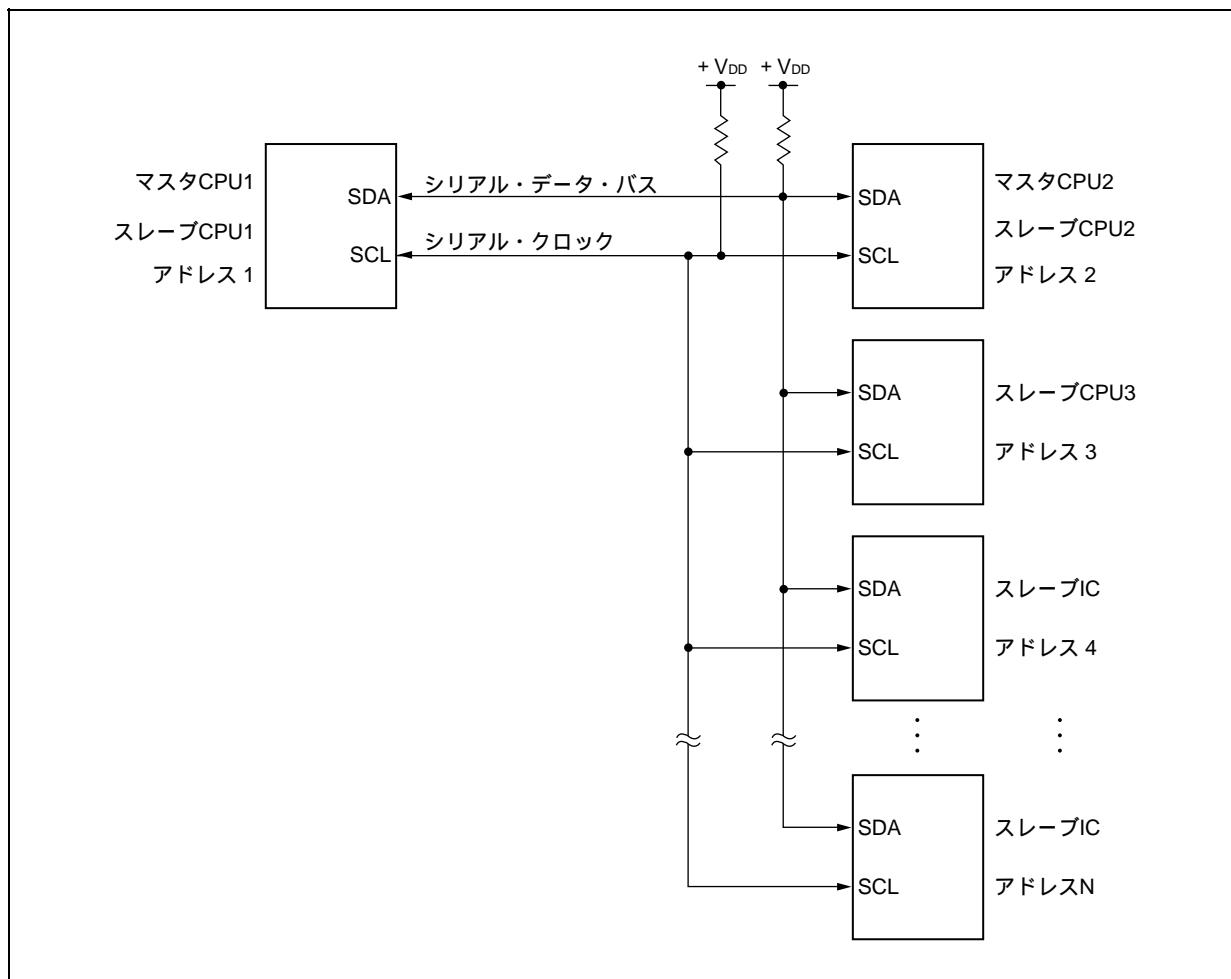 + VDD + VDD
マスタCPU1
スレーブCPU1
アドレス 1
SDA
SCL
シリアル・データ・バス
シリアル・クロック
SDA
SCL
マスタCPU2
スレーブCPU2
アドレス 2
SDA
SCL
スレーブCPU3
アドレス 3
SDA
SCL
スレーブIC
アドレス 4
SDA
SCL
スレーブIC
アドレスN